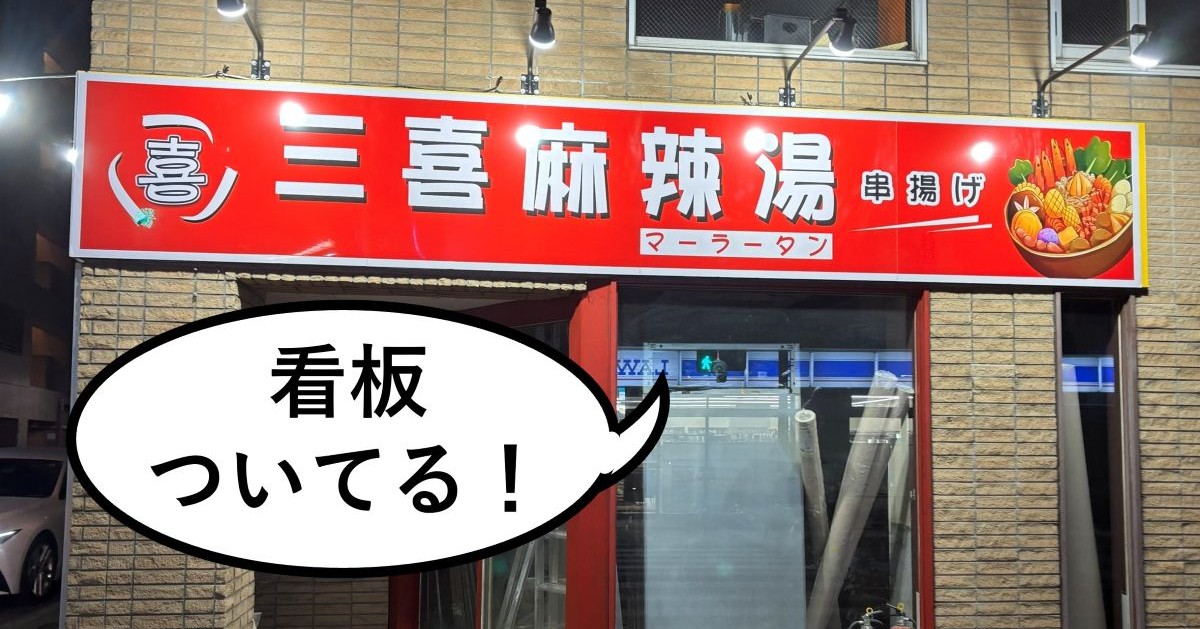 喜
三喜麻辣湯 串揚げ
マーラータン
看板
ついてる！